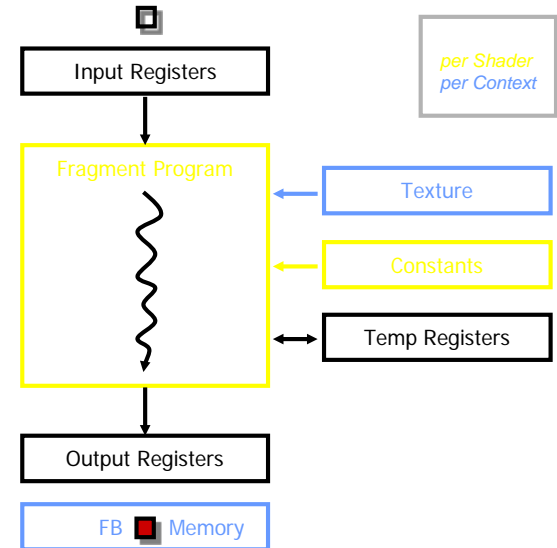 Input Registers
per Shader
per Context
Fragment Program
Texture
Constants
Temp Registers
Output Registers
FB Memory